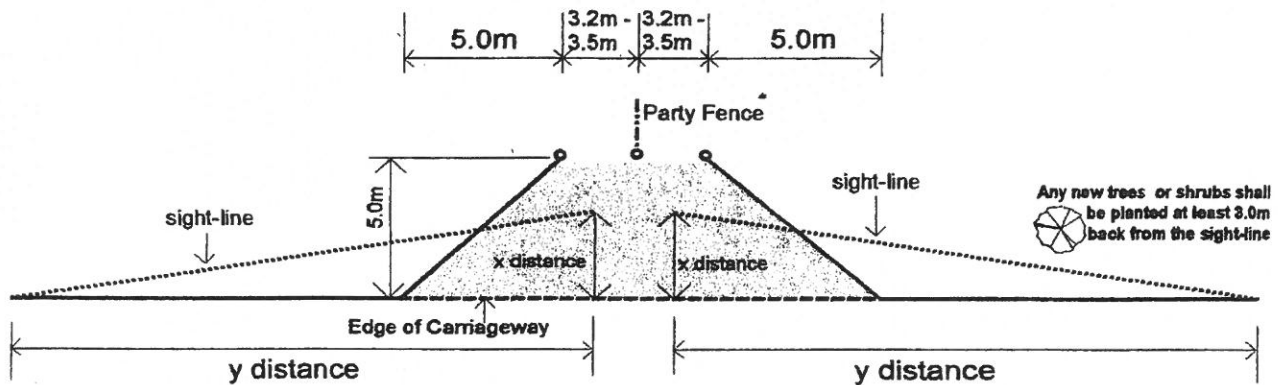 3.2m - 3.2m -
5.0m 3.5m 3.5m 5.0m
Party Fence*
sight-line
5.0m
sight-line
Any new trees or shrubs shall
be planted at least 3.0m
back from the sight-line
x distance
x distance
Edge of Carriageway
y distance
y distance